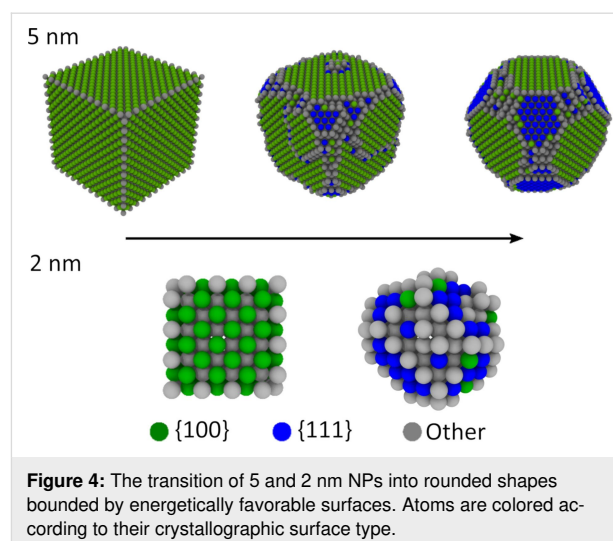 5 nm
2 nm
{100} {111} Other
Figure 4: The transition of 5 and 2 nm NPs into rounded shapes
bounded by energetically favorable surfaces. Atoms are colored ac-
cording to their crystallographic surface type.